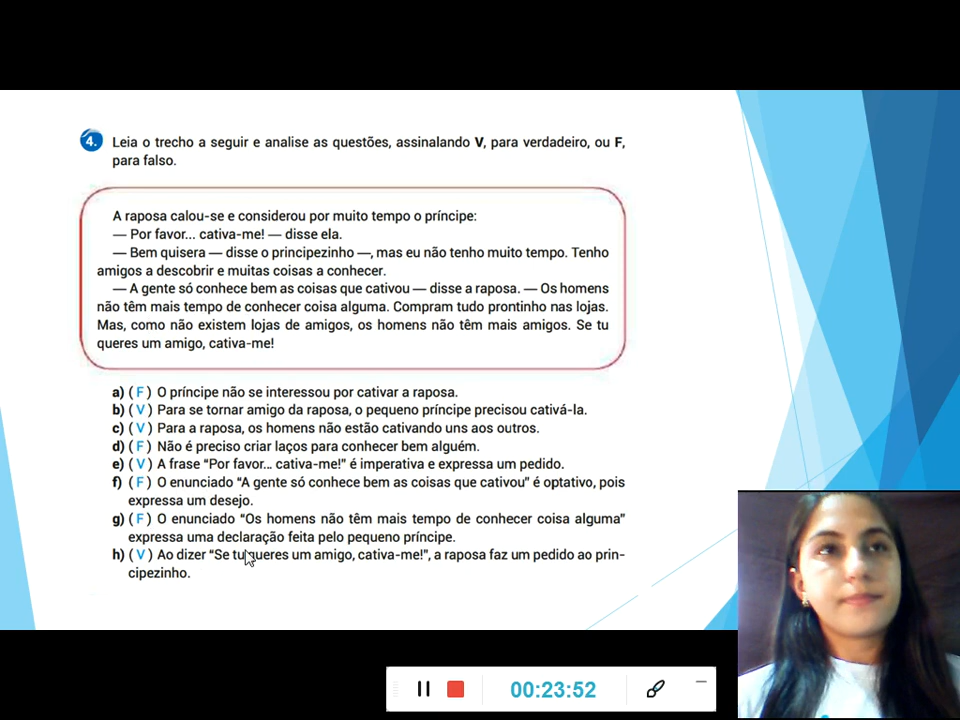 4. Leia o trecho a seguir e analise as questões, assinalando V, para verdadeiro, ou F,
para falso.
A raposa calou-se e considerou por muito tempo o príncipe:
— Por favor... cativa-me! — disse ela.
— Bem quisera — disse o principezinho —, mas eu não tenho muito tempo. Tenho
amigos a descobrir e muitas coisas a conhecer.
— A gente só conhece bem as coisas que cativou — disse a raposa. — Os homens
não têm mais tempo de conhecer coisa alguma. Compram tudo prontinho nas lojas.
Mas, como não existem lojas de amigos, os homens não têm mais amigos. Se tu
queres um amigo, cativa-me!
a) ( F ) O príncipe não se interessou por cativar a raposa.
b) ( V ) Para se tornar amigo da raposa, o pequeno príncipe precisou cativá-la.
c) ( V ) Para a raposa, os homens não estão cativando uns aos outros.
d) ( F ) Não é preciso criar laços para conhecer bem alguém.
e) ( V ) A frase “Por favor... cativa-me!” é imperativa e expressa um pedido.
f) ( F ) O enunciado “A gente só conhece bem as coisas que cativou” é optativo, pois
expressa um desejo.
g) ( F ) O enunciado “Os homens não têm mais tempo de conhecer coisa alguma”
expressa uma declaração feita pelo pequeno príncipe.
h) ( V ) Ao dizer “Se tu queres um amigo, cativa-me!”, a raposa faz um pedido ao prin-
cipezinho.
00:23:52